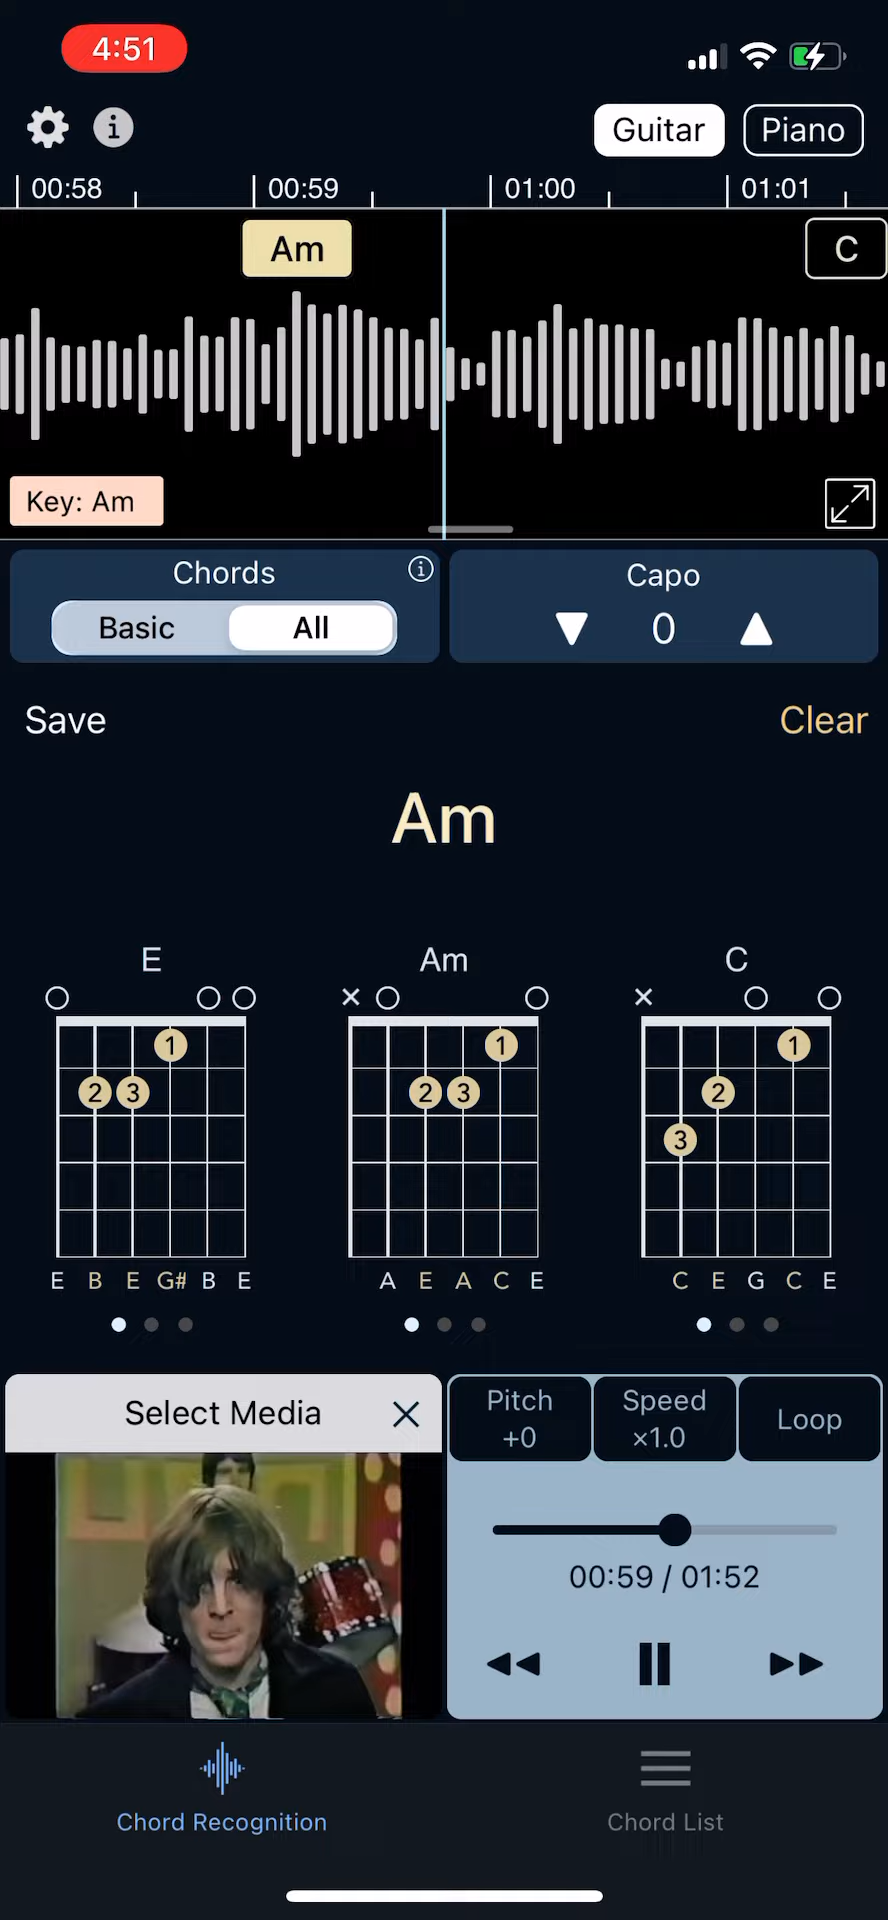 4:51
Guitar Piano
00:58 00:59 01:00 01:01
Am C
Key: Am
Chords Capo
Basic All 0
Save Clear
Am
E Am C
1 1 1
2 3 2 3 2
3
E B E G# B E A E A C E C E G C E
Select Media
Pitch Speed Loop
+0 ×1.0
00:59 / 01:52
Chord Recognition Chord List